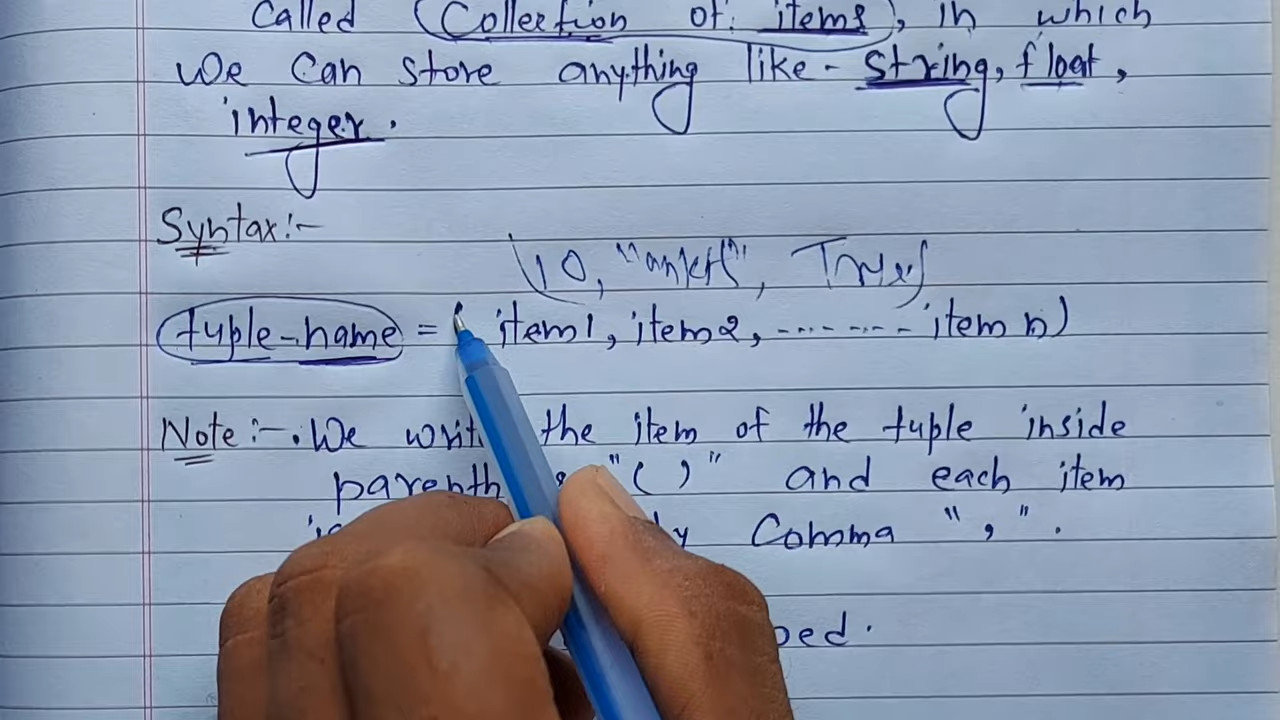 Called (Collection of items), in which
We Can store anything like- string, float,
integer.
Syntax:-
(10, "ankit", True)
tuple-name = ( item1, item2, ------- item n)
Note:-. We write the item of the tuple inside
parenth "( )" and each item
Comma ",".